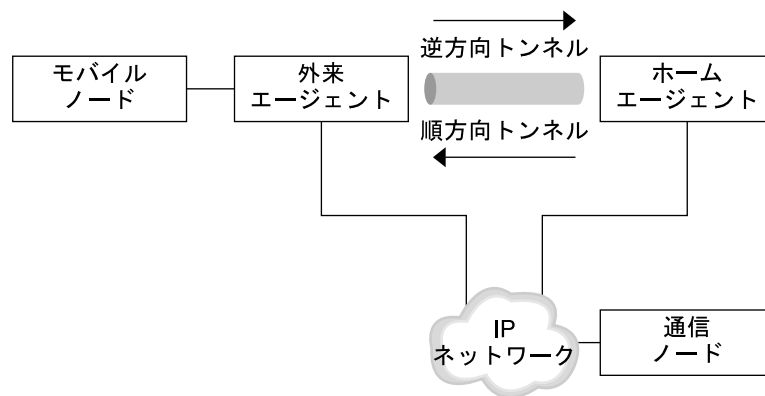 逆方向トンネル
モバイル
ノード
外来
エージェント
ホーム
エージェント
順方向トンネル
IP
ネットワーク
通信
ノード